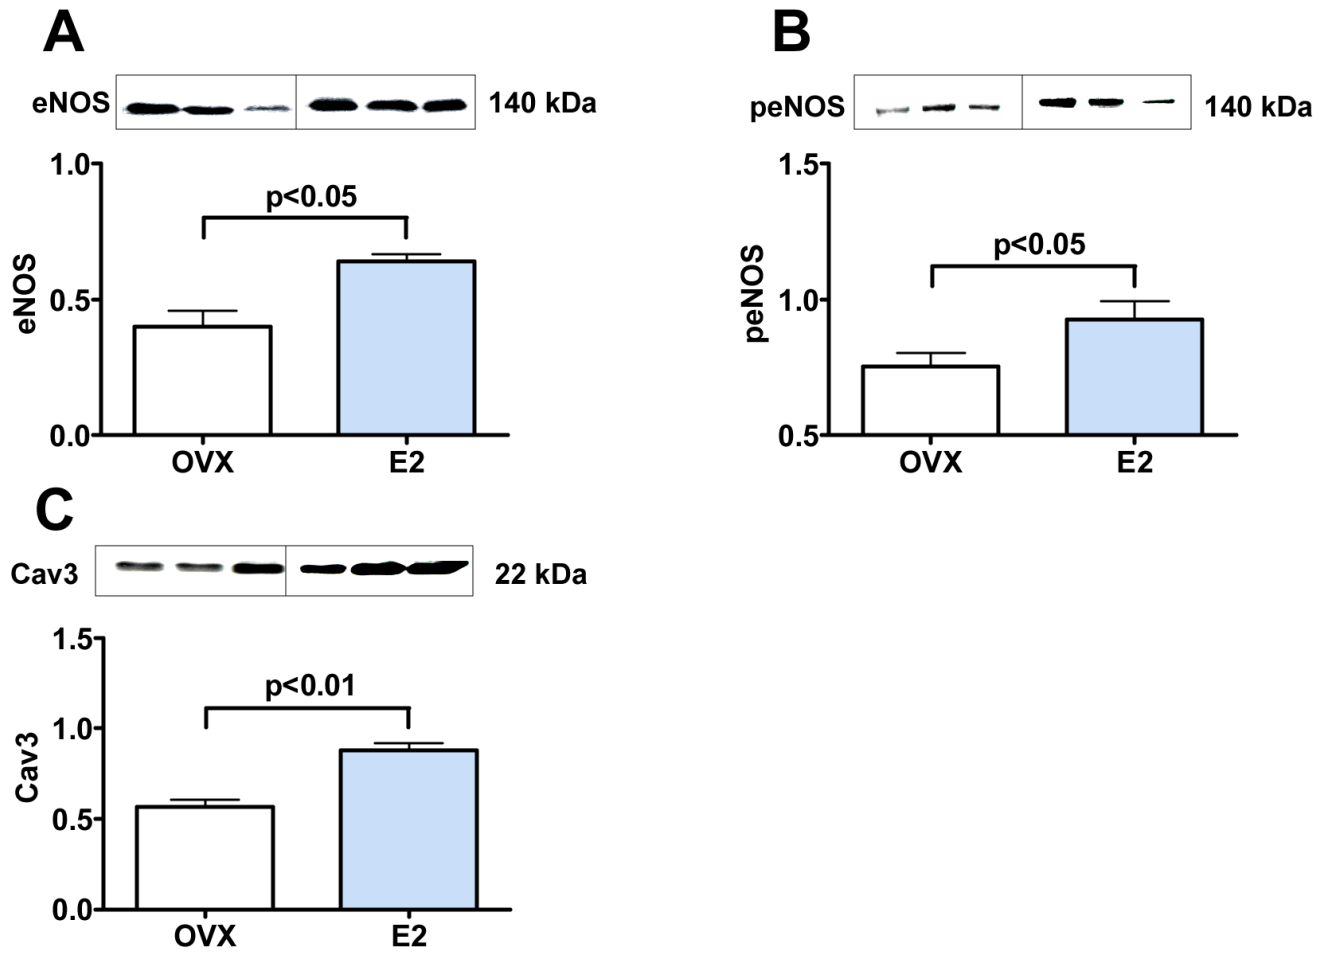 A
eNOS 140 kDa
1.0
0.5
0.0
eNOS
p<0.05
OVX E2
B
peNOS 140 kDa
1.5
1.0
0.5
peNOS
p<0.05
OVX E2
C
Cav3 22 kDa
1.5
1.0
0.5
0.0
Cav3
p<0.01
OVX E2